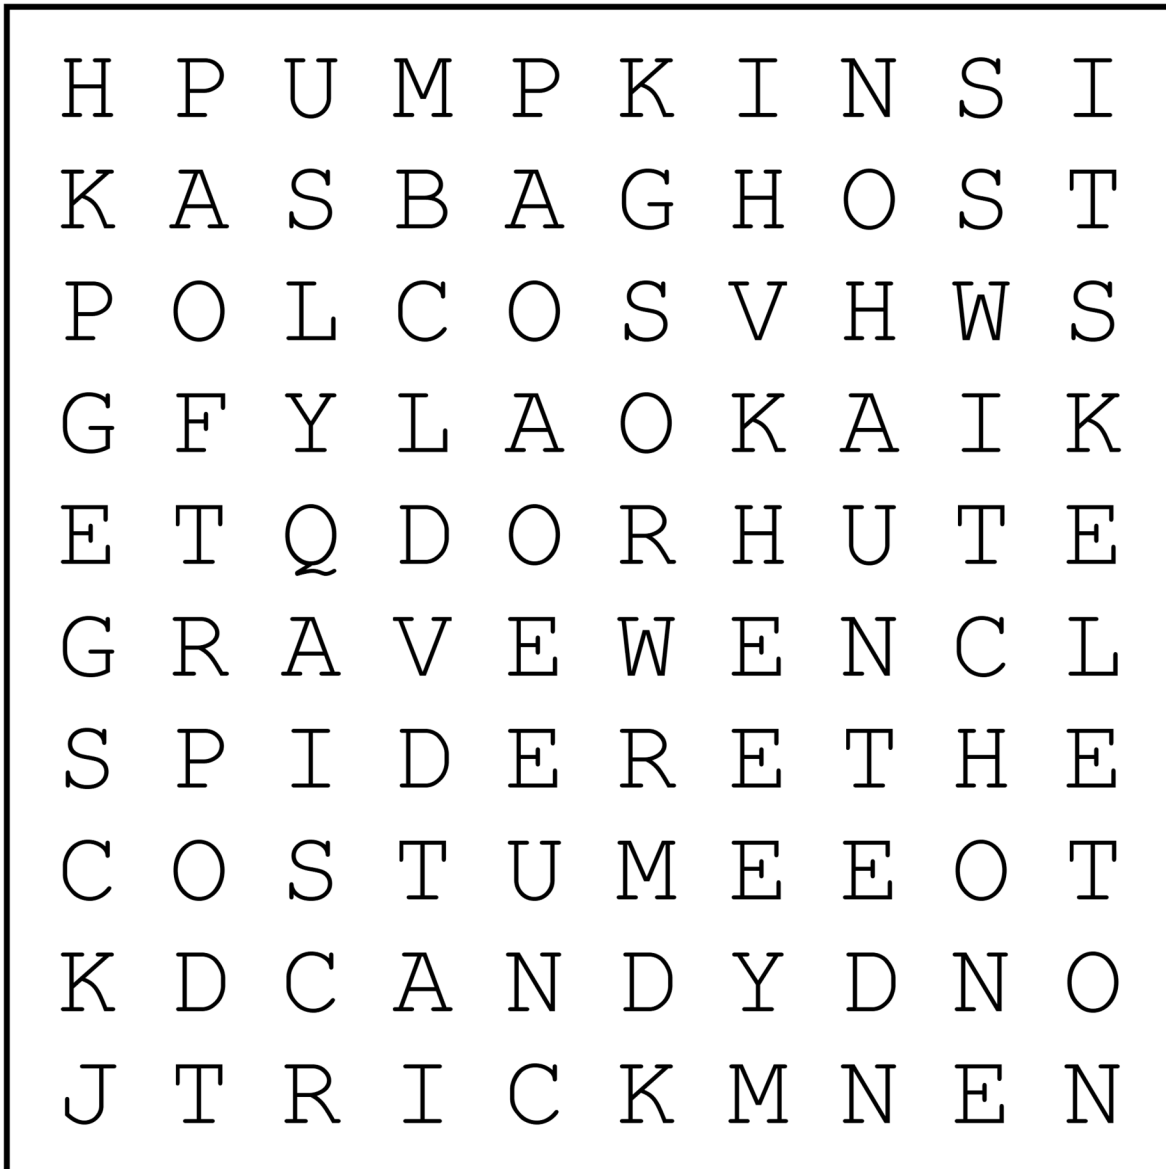 H P U M P K I N S I
K A S B A G H O S T
P O L C O S V H W S
G F Y L A O K A I K
E T Q D O R H U T E
G R A V E W E N C L
S P I D E R E T H E
C O S T U M E E O T
K D C A N D Y D N O
J T R I C K M N E N